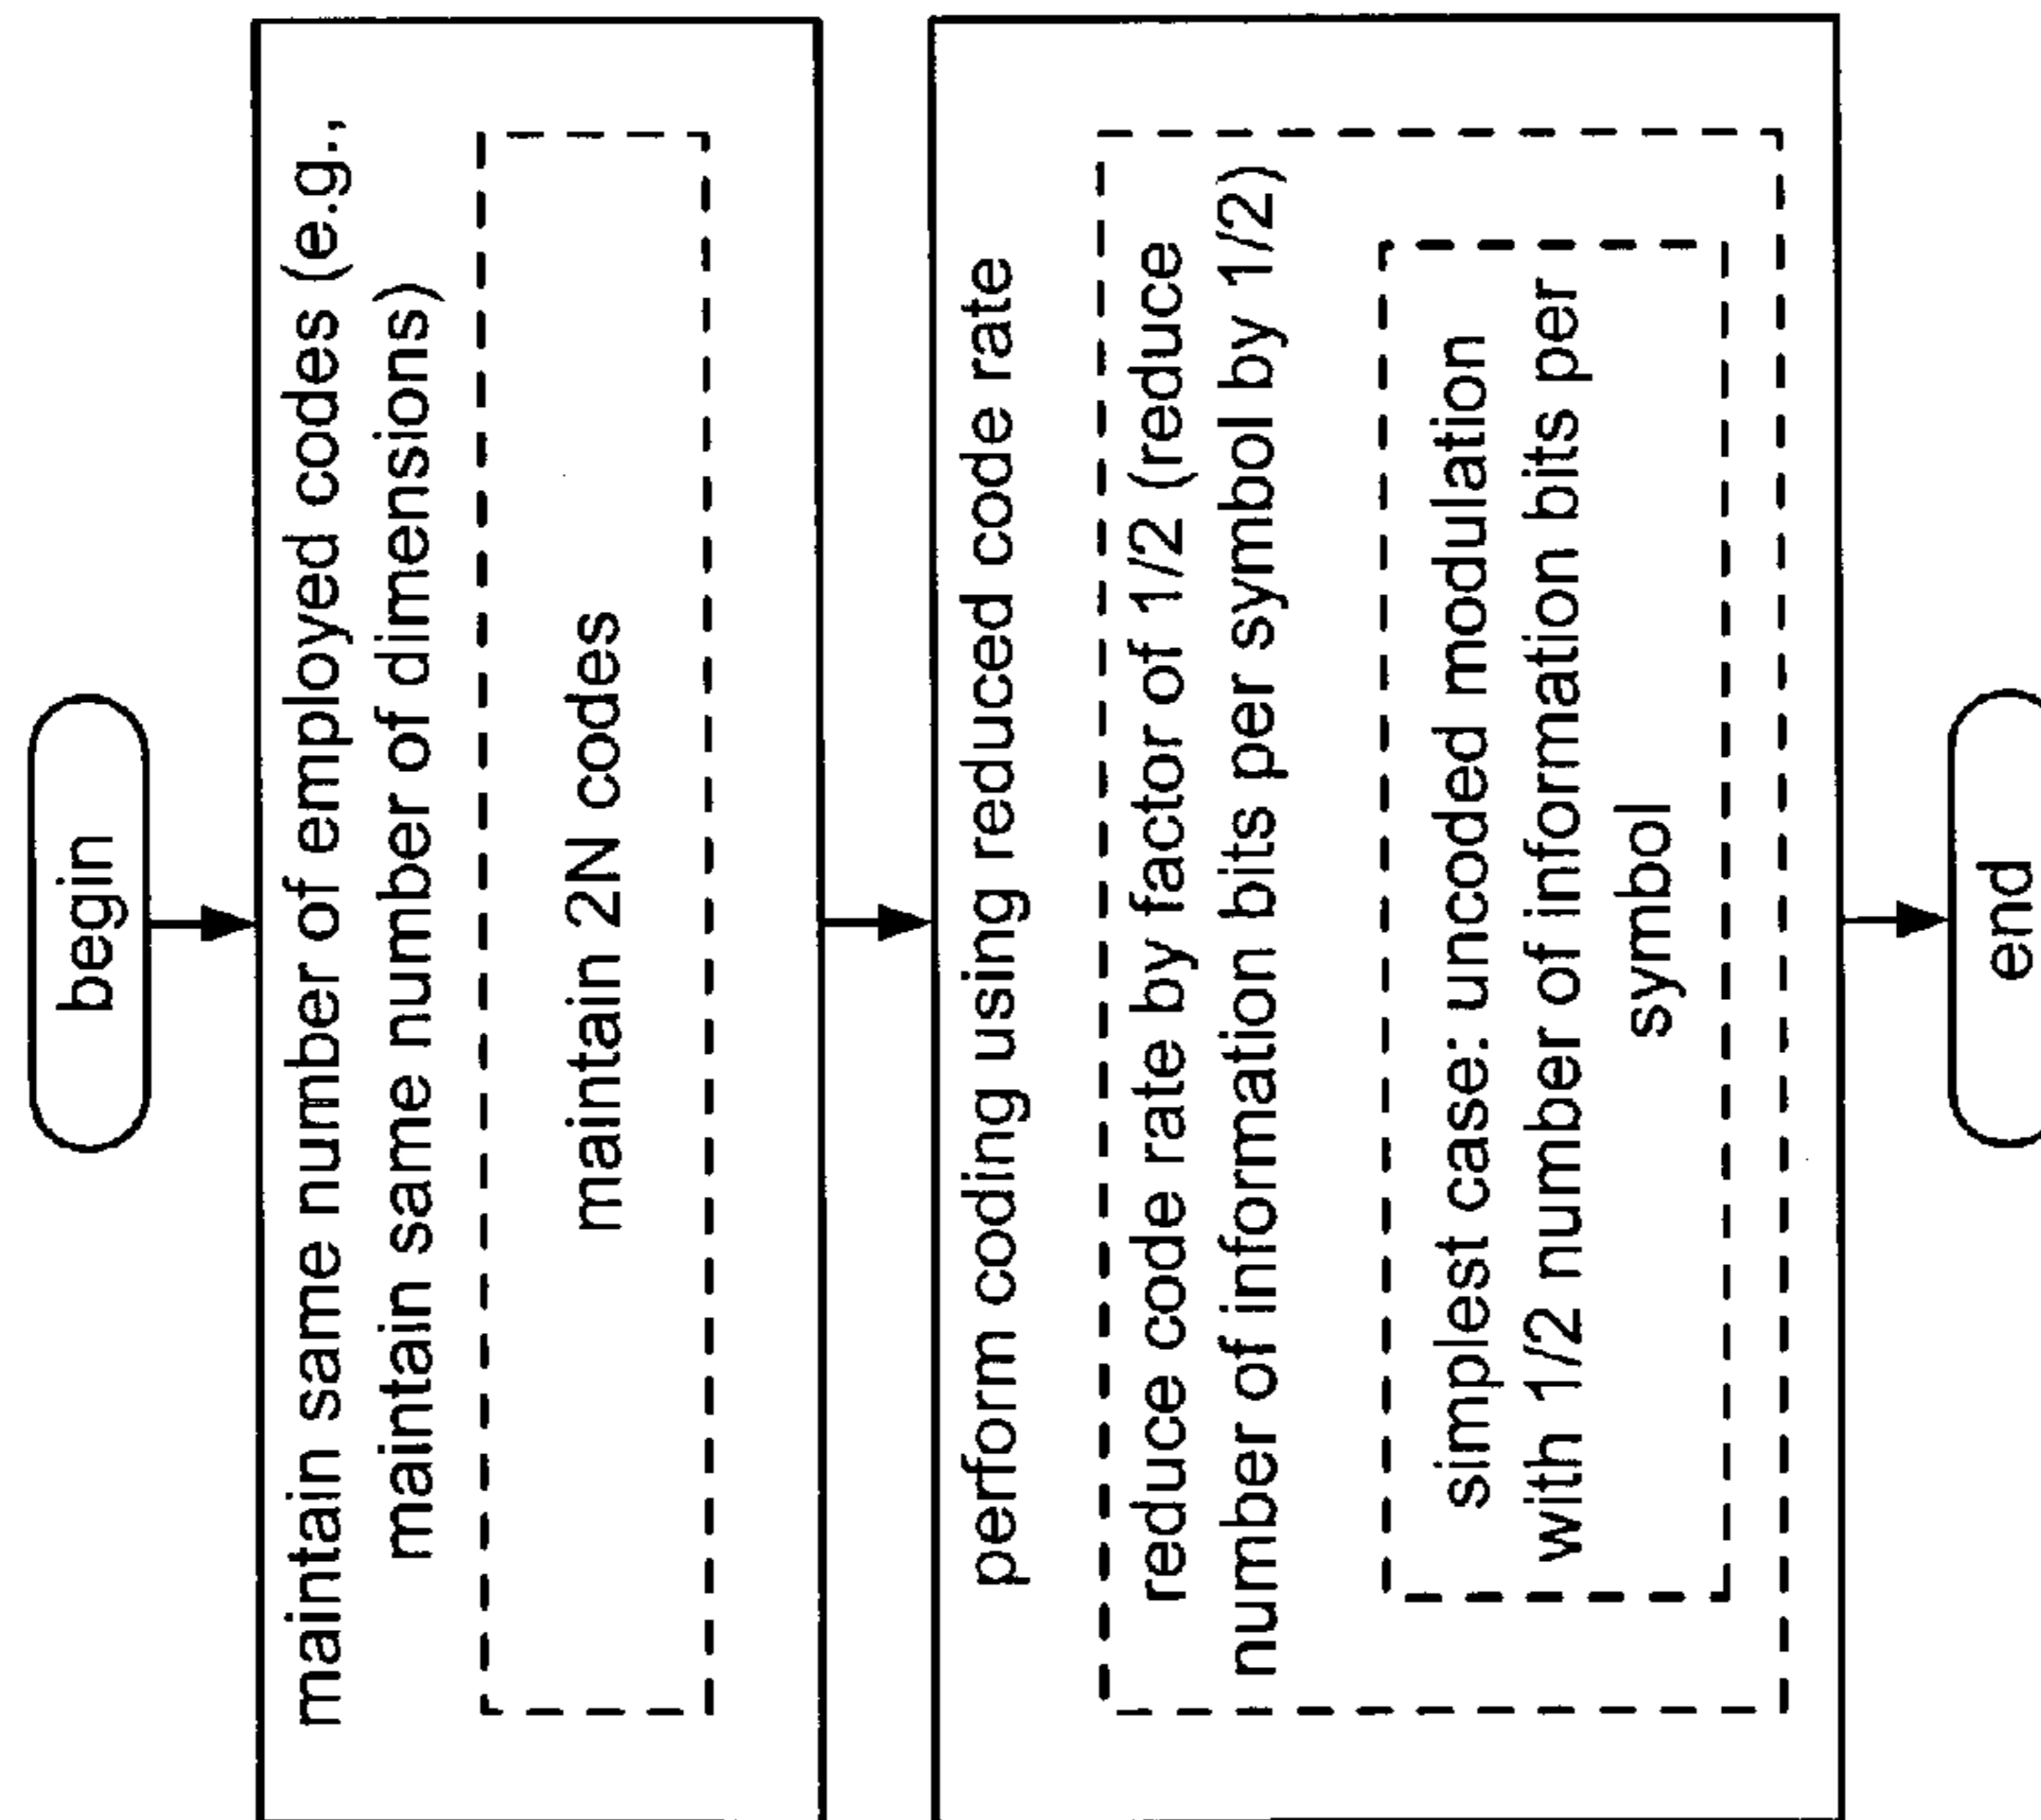 begin
maintain same number of employed codes (e.g.,
maintain same number of dimensions)
maintain 2N codes
perform coding using reduced code rate
reduce code rate by factor of 1/2 (reduce
number of information bits per symbol by 1/2)
simplest case: uncoded modulation
with 1/2 number of information bits per
symbol
end